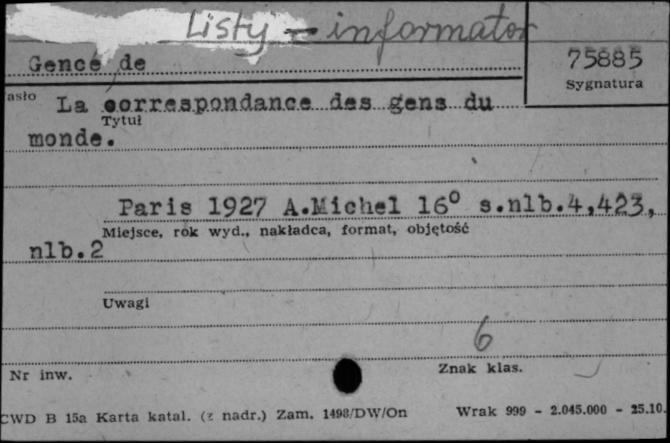 Listy - informator
Gencé de
75885
Sygnatura
asło La correspondance des gens du
Tytuł
monde.
Paris 1927 A.Michel 16° s.nlb.4,423,
Miejsce, rok wyd., nakładca, format, objętość
nlb.2
Uwagi
6
Nr inw.
Znak klas.
CWD B 15a Karta katal. (z nadr.) Zam. 1498/DW/On Wrak 999 - 2.045.000 - 25.10.